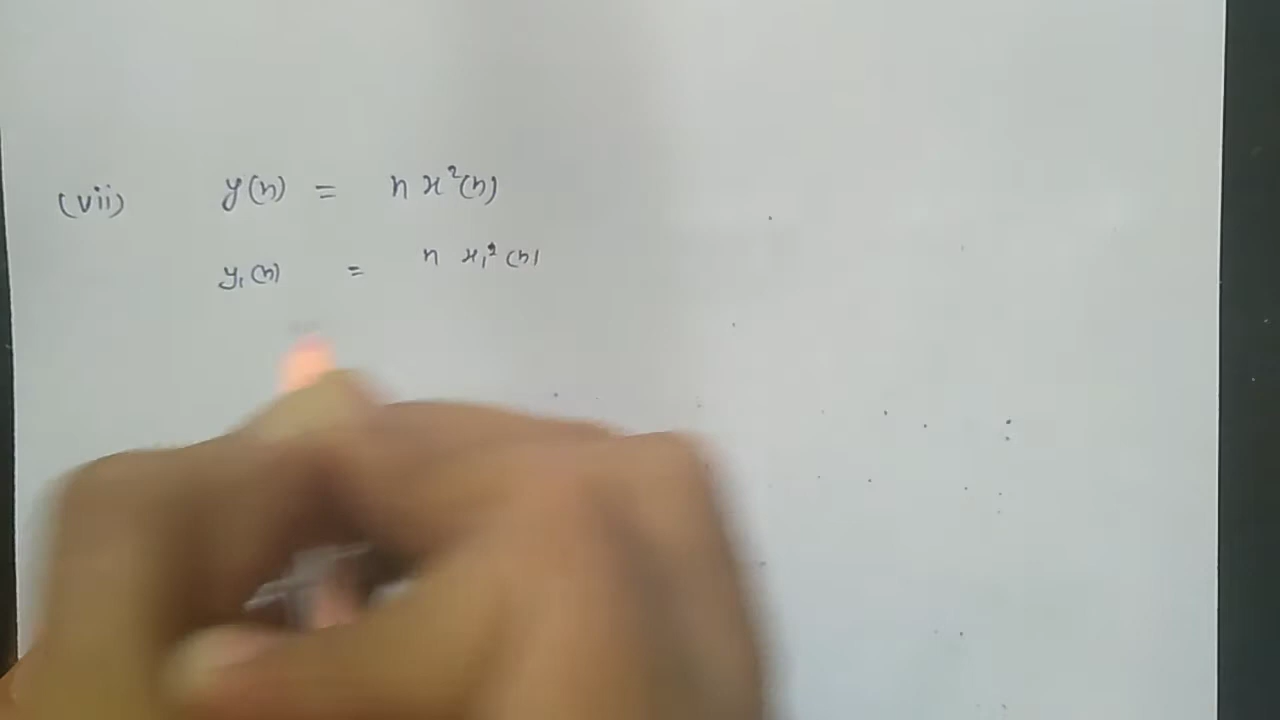 (vii) y(n) = n x²(n)
y₁(n) = n x₁²(n)